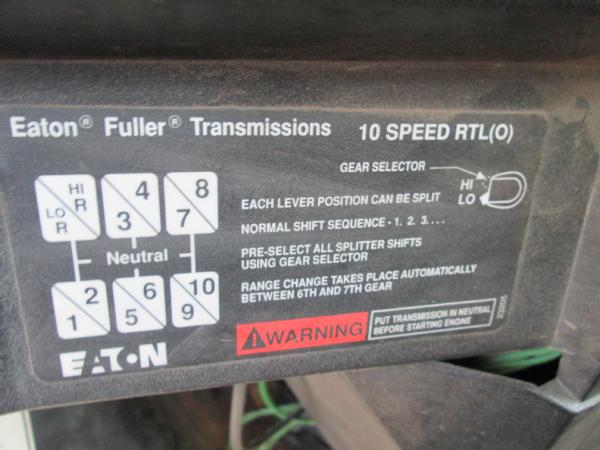 Eaton® Fuller® Transmissions 10 SPEED RTL(O)
GEAR SELECTOR
HI
LO
HI
R
LO
R
4
3
8
7
Neutral
2
1
6
5
10
9
EATON
EACH LEVER POSITION CAN BE SPLIT
NORMAL SHIFT SEQUENCE - 1. 2. 3. . . .
PRE-SELECT ALL SPLITTER SHIFTS
USING GEAR SELECTOR
RANGE CHANGE TAKES PLACE AUTOMATICALLY
BETWEEN 6TH AND 7TH GEAR
WARNING
PUT TRANSMISSION IN NEUTRAL
BEFORE STARTING ENGINE